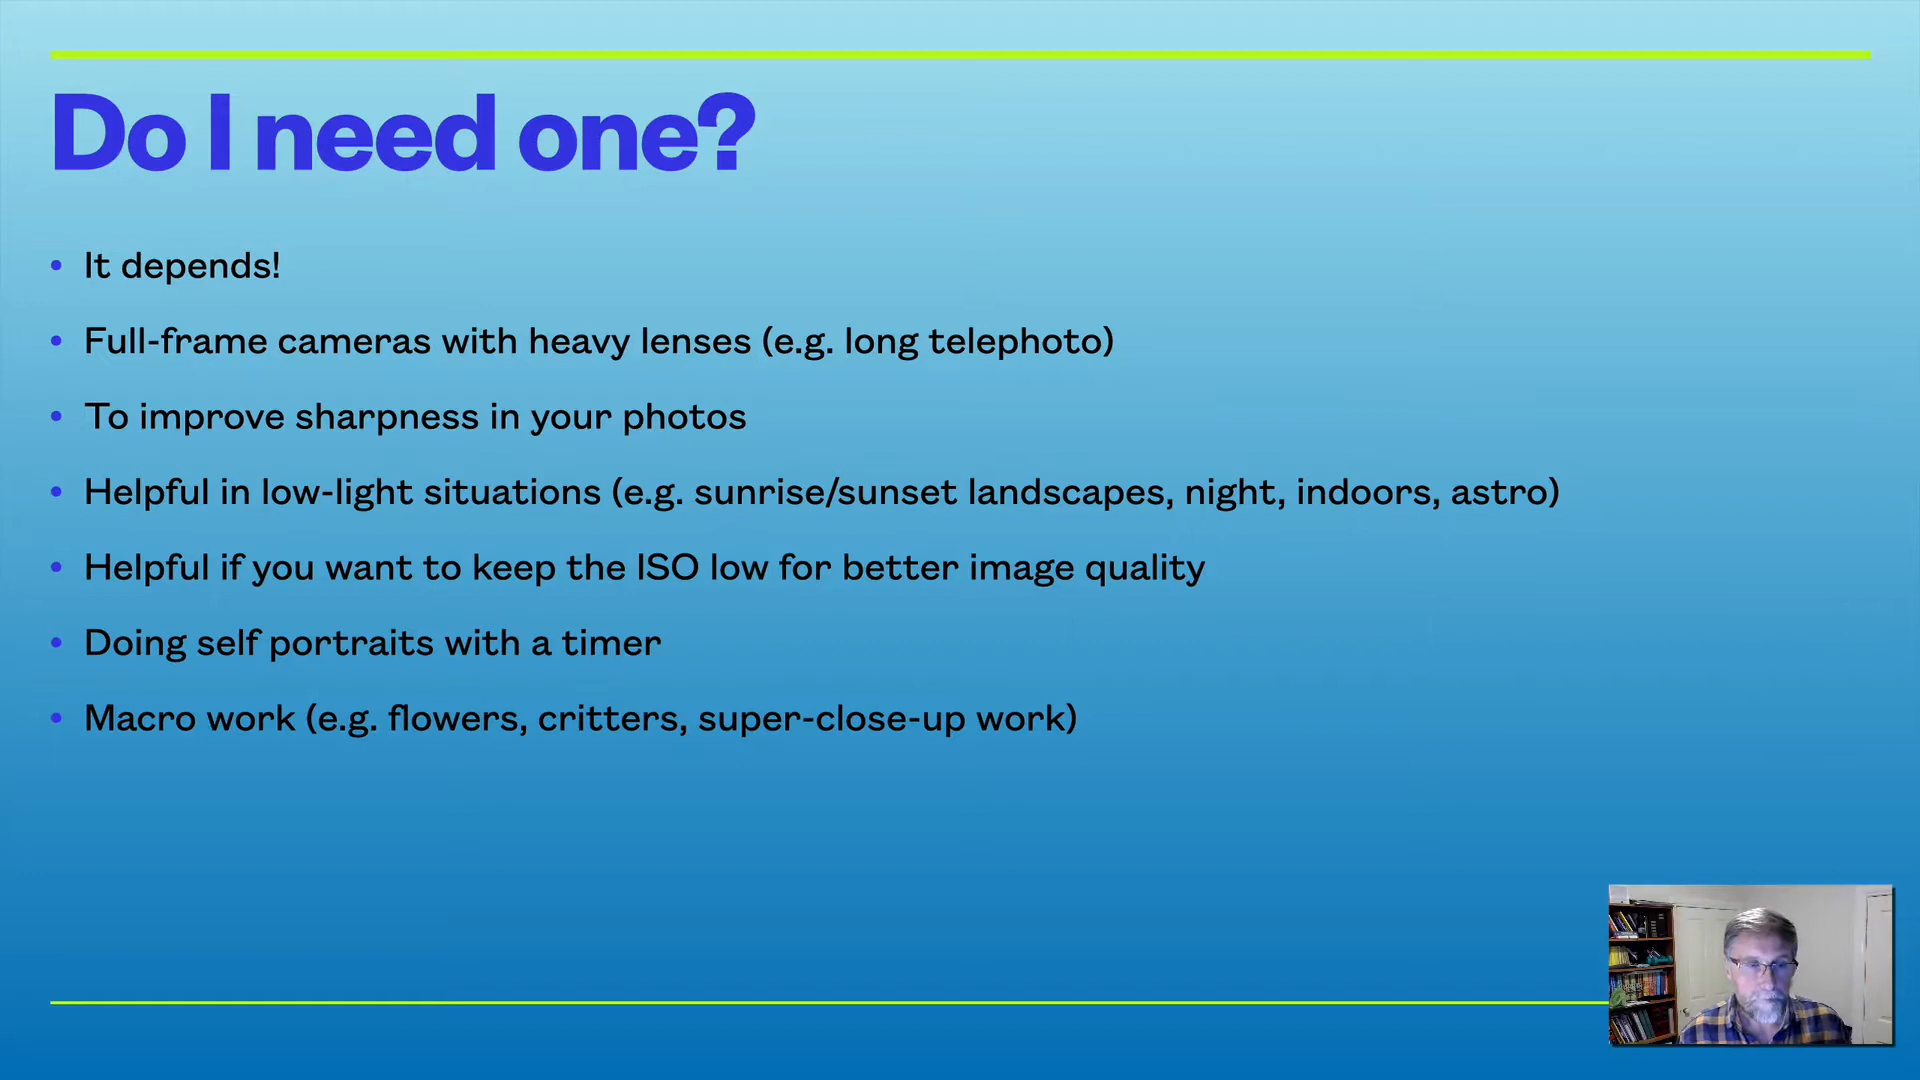 Do I need one?
• It depends!
• Full-frame cameras with heavy lenses (e.g. long telephoto)
• To improve sharpness in your photos
• Helpful in low-light situations (e.g. sunrise/sunset landscapes, night, indoors, astro)
• Helpful if you want to keep the ISO low for better image quality
• Doing self portraits with a timer
• Macro work (e.g. flowers, critters, super-close-up work)